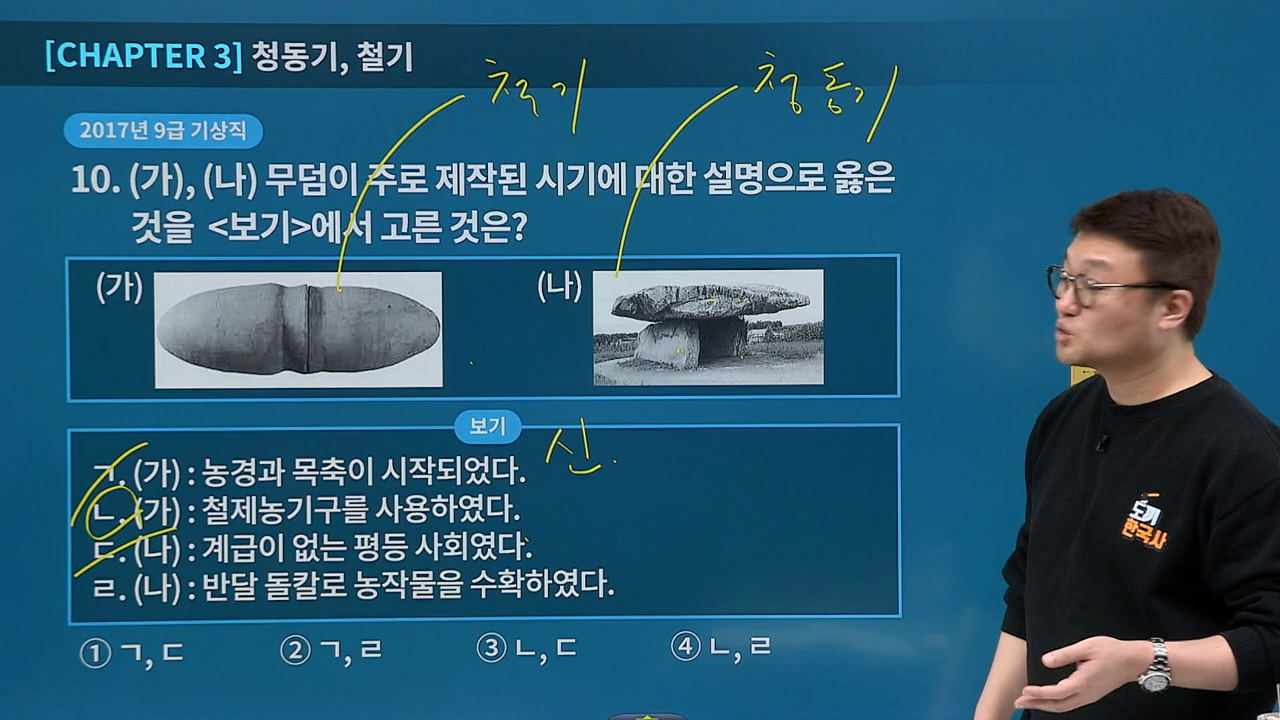 [CHAPTER 3] 청동기, 철기
철기
청동기
2017년 9급 기상직
10. (가), (나) 무덤이 주로 제작된 시기에 대한 설명으로 옳은
것을 <보기>에서 고른 것은?
(가)
(나)
보기
신.
ㄱ. (가) : 농경과 목축이 시작되었다.
ㄴ. (가) : 철제농기구를 사용하였다.
ㄷ. (나) : 계급이 없는 평등 사회였다.
ㄹ. (나) : 반달 돌칼로 농작물을 수확하였다.
① ㄱ, ㄷ ② ㄱ, ㄹ ③ ㄴ, ㄷ ④ ㄴ, ㄹ
도끼
한국사